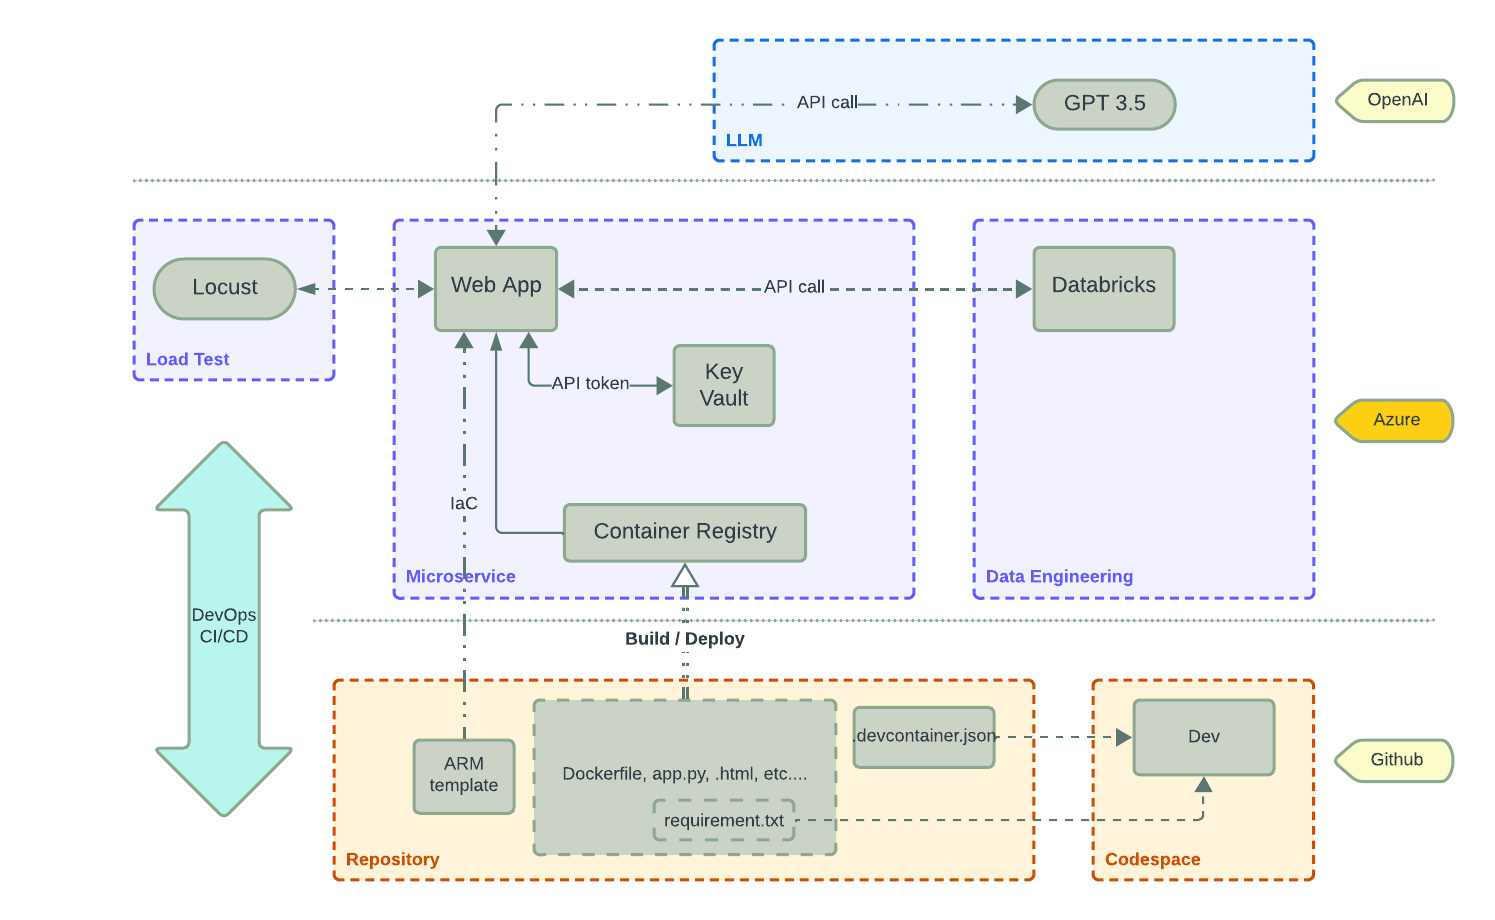 API call
GPT 3.5
OpenAI
LLM
Locust
Web App
API call
Databricks
Load Test
Key
Vault
API token
Azure
IaC
Container Registry
Microservice
Data Engineering
DevOps
CI/CD
Build / Deploy
.devcontainer.json
Dev
ARM
template
Dockerfile, app.py, .html, etc....
Github
requirement.txt
Repository
Codespace